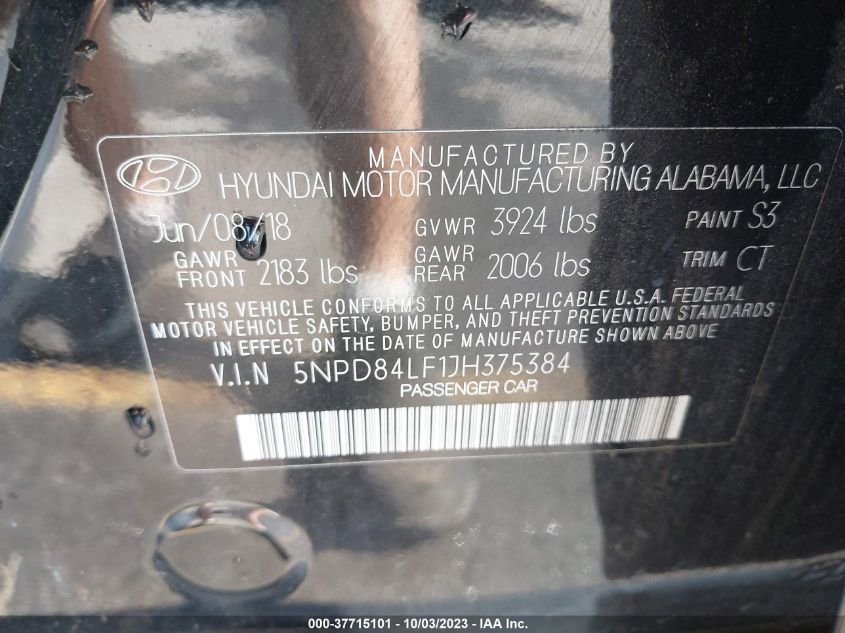 MANUFACTURED BY
HYUNDAI MOTOR MANUFACTURING ALABAMA, LLC
Jun/08/18 GVWR 3924 lbs PAINT S3
GAWR FRONT 2183 lbs GAWR REAR 2006 lbs TRIM CT
THIS VEHICLE CONFORMS TO ALL APPLICABLE U.S.A. FEDERAL
MOTOR VEHICLE SAFETY, BUMPER, AND THEFT PREVENTION STANDARDS
IN EFFECT ON THE DATE OF MANUFACTURE SHOWN ABOVE
V.I.N 5NPD84LF1JH375384
PASSENGER CAR
000-37715101 - 10/03/2023 - IAA Inc.